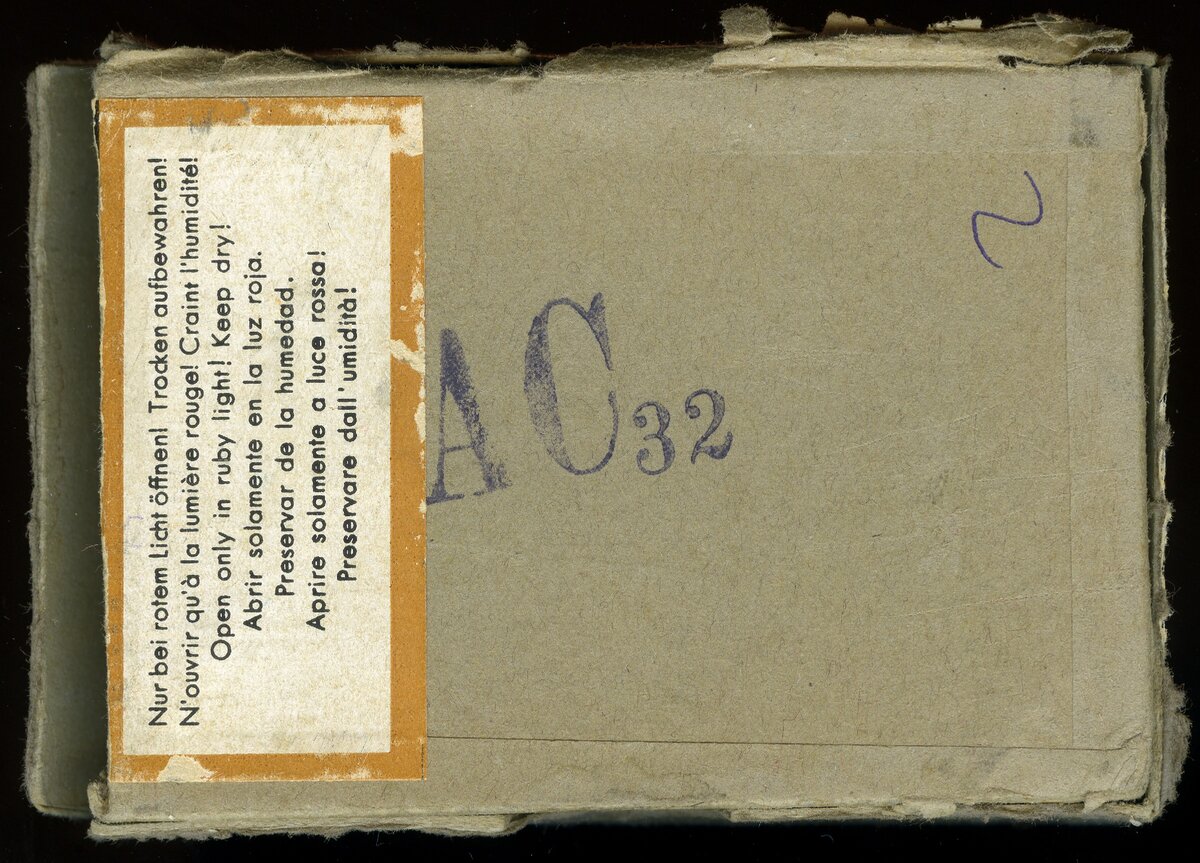 Nur bei rotem Licht öffnen! Trocken aufbewahren!
N'ouvrir qu'à la lumière rouge! Craint l'humidité!
Open only in ruby light! Keep dry!
Abrir solamente en la luz roja.
Preservar de la humedad.
Aprire solamente a luce rossa!
Preservare dall'umidità!
AC32